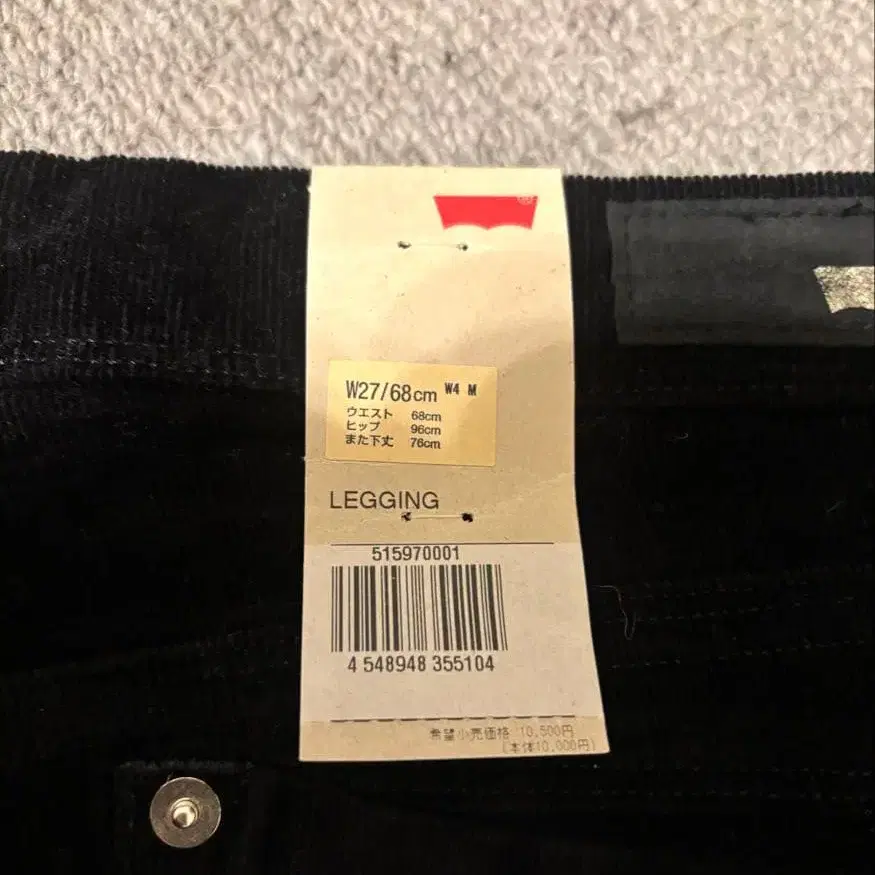 ®
W27/68cm W4 M
ウエスト 68cm
ヒップ 96cm
また下丈 76cm
LEGGING
515970001
4 548948 355104
希望小売価格 10,500円
(本体10,000円)